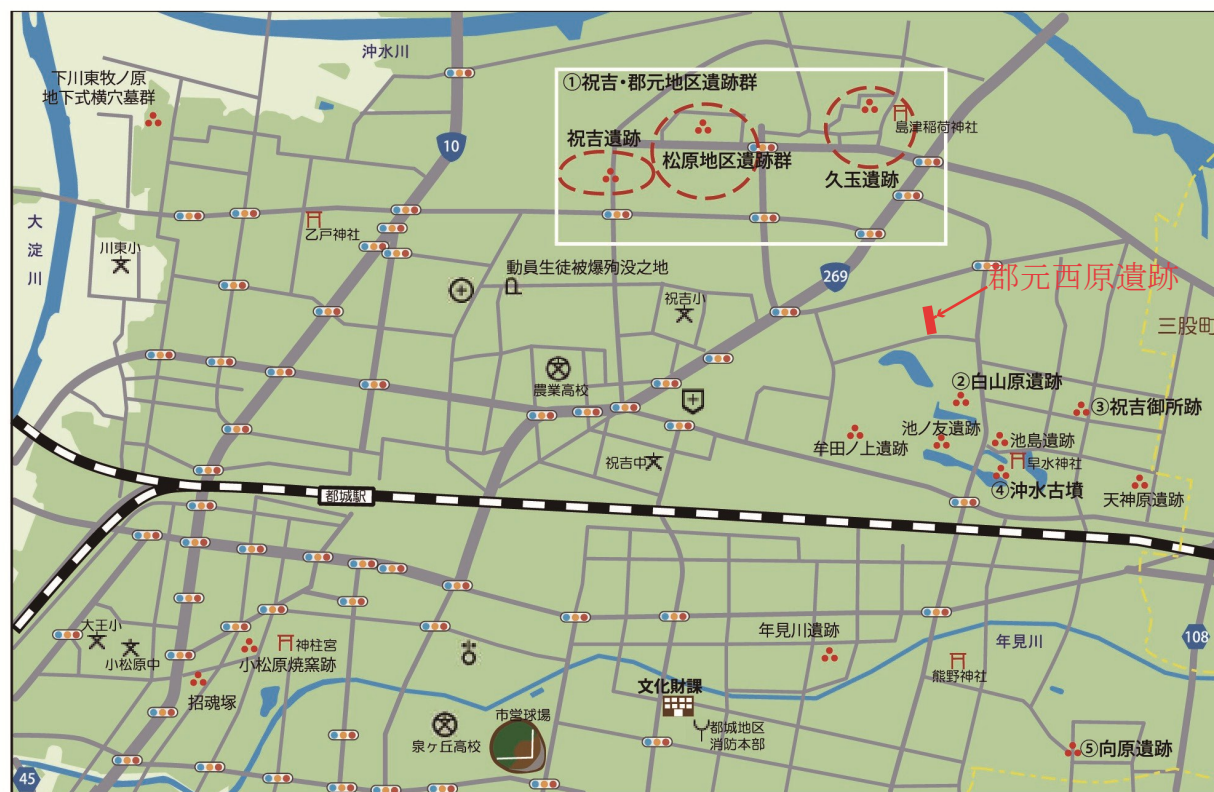 沖水川
下川東牧ノ原
地下式横穴墓群
①祝吉・郡元地区遺跡群
島津稲荷神社
祝吉遺跡
松原地区遺跡群
久玉遺跡
10
大淀川
川東小
乙戸神社
動員生徒被爆殉没之地
祝吉小
269
郡元西原遺跡
三股町
農業高校
②白山原遺跡
③祝吉御所跡
牟田ノ上遺跡
池ノ友遺跡
池島遺跡
早水神社
祝吉中
④沖水古墳
天神原遺跡
都城駅
大王小
小松原中
神柱宮
小松原焼窯跡
招魂塚
年見川遺跡
年見川
108
熊野神社
文化財課
都城地区
消防本部
市営球場
泉ヶ丘高校
⑤向原遺跡
45